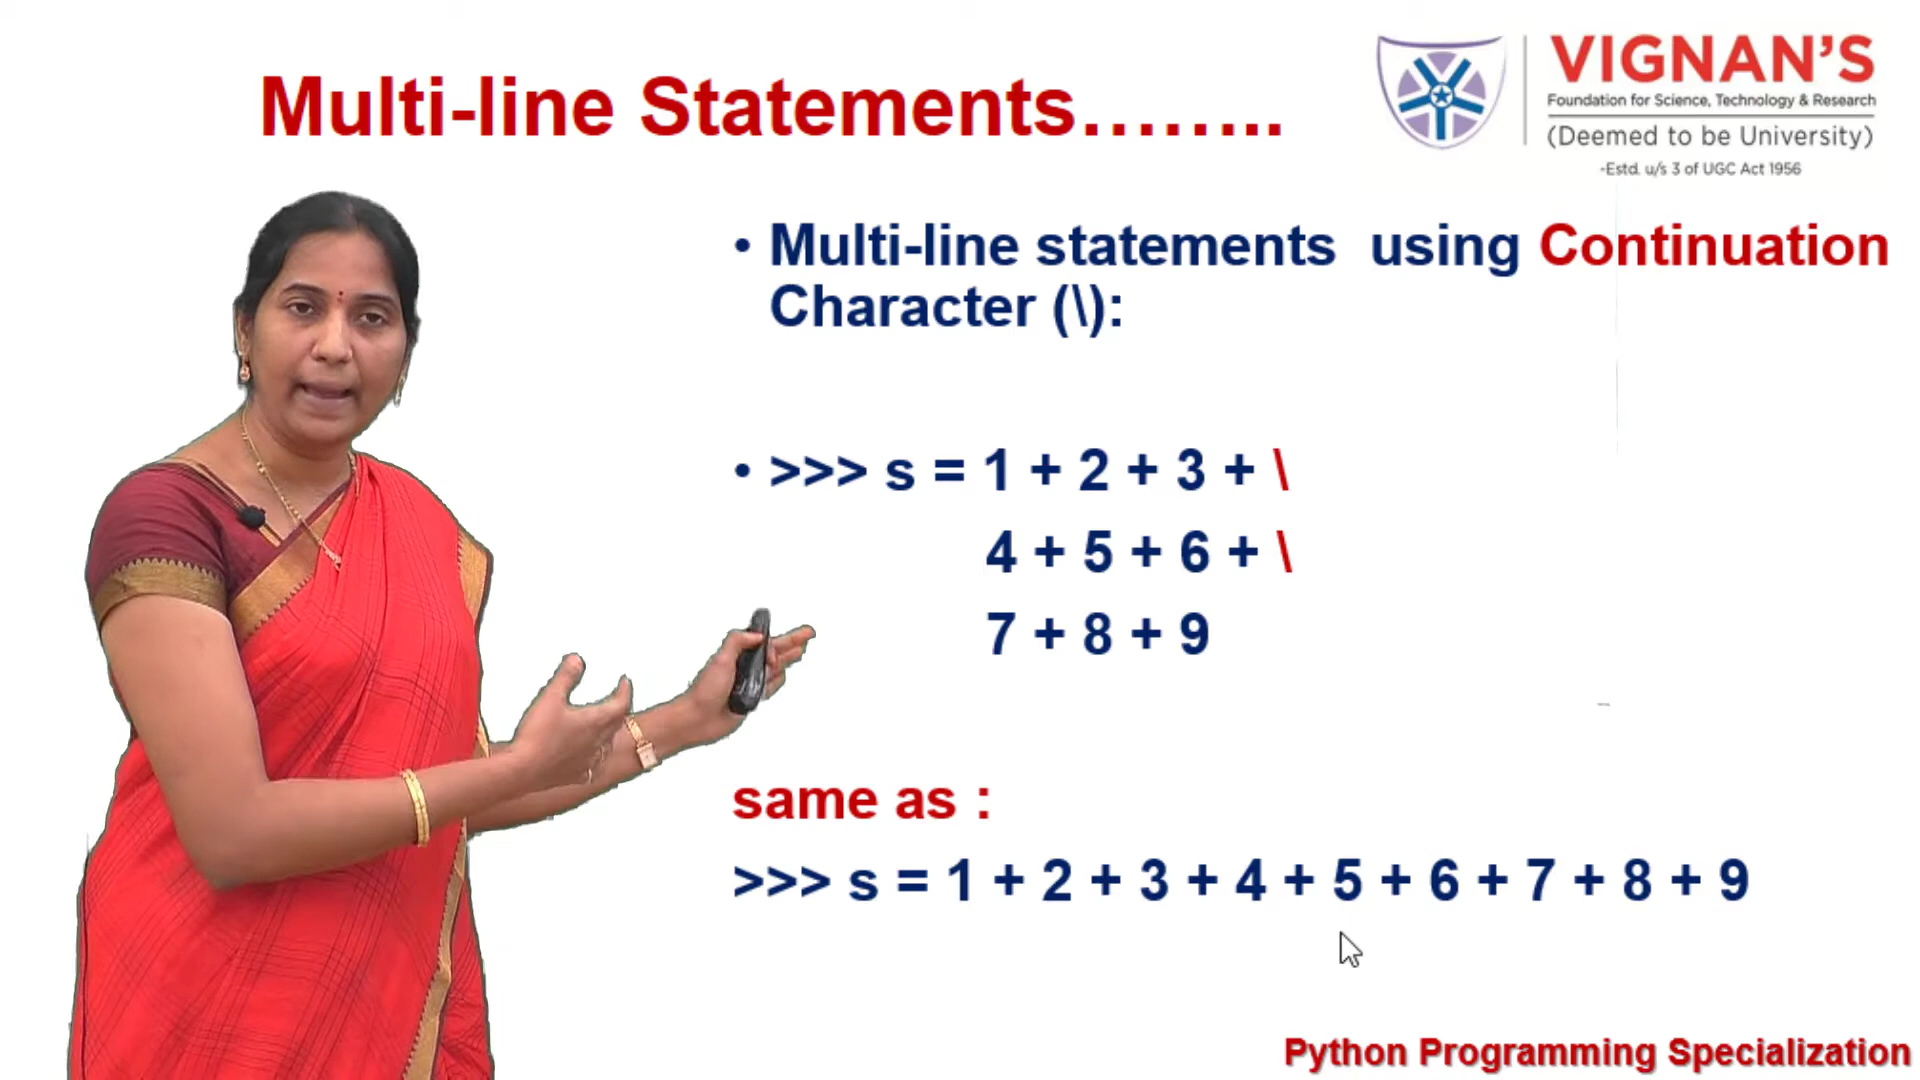 Multi-line Statements……..
VIGNAN'S
Foundation for Science, Technology & Research
(Deemed to be University)
-Estd. u/s 3 of UGC Act 1956
• Multi-line statements using Continuation
Character (\):
• >>> s = 1 + 2 + 3 + \
4 + 5 + 6 + \
7 + 8 + 9
same as :
>>> s = 1 + 2 + 3 + 4 + 5 + 6 + 7 + 8 + 9
Python Programming Specialization